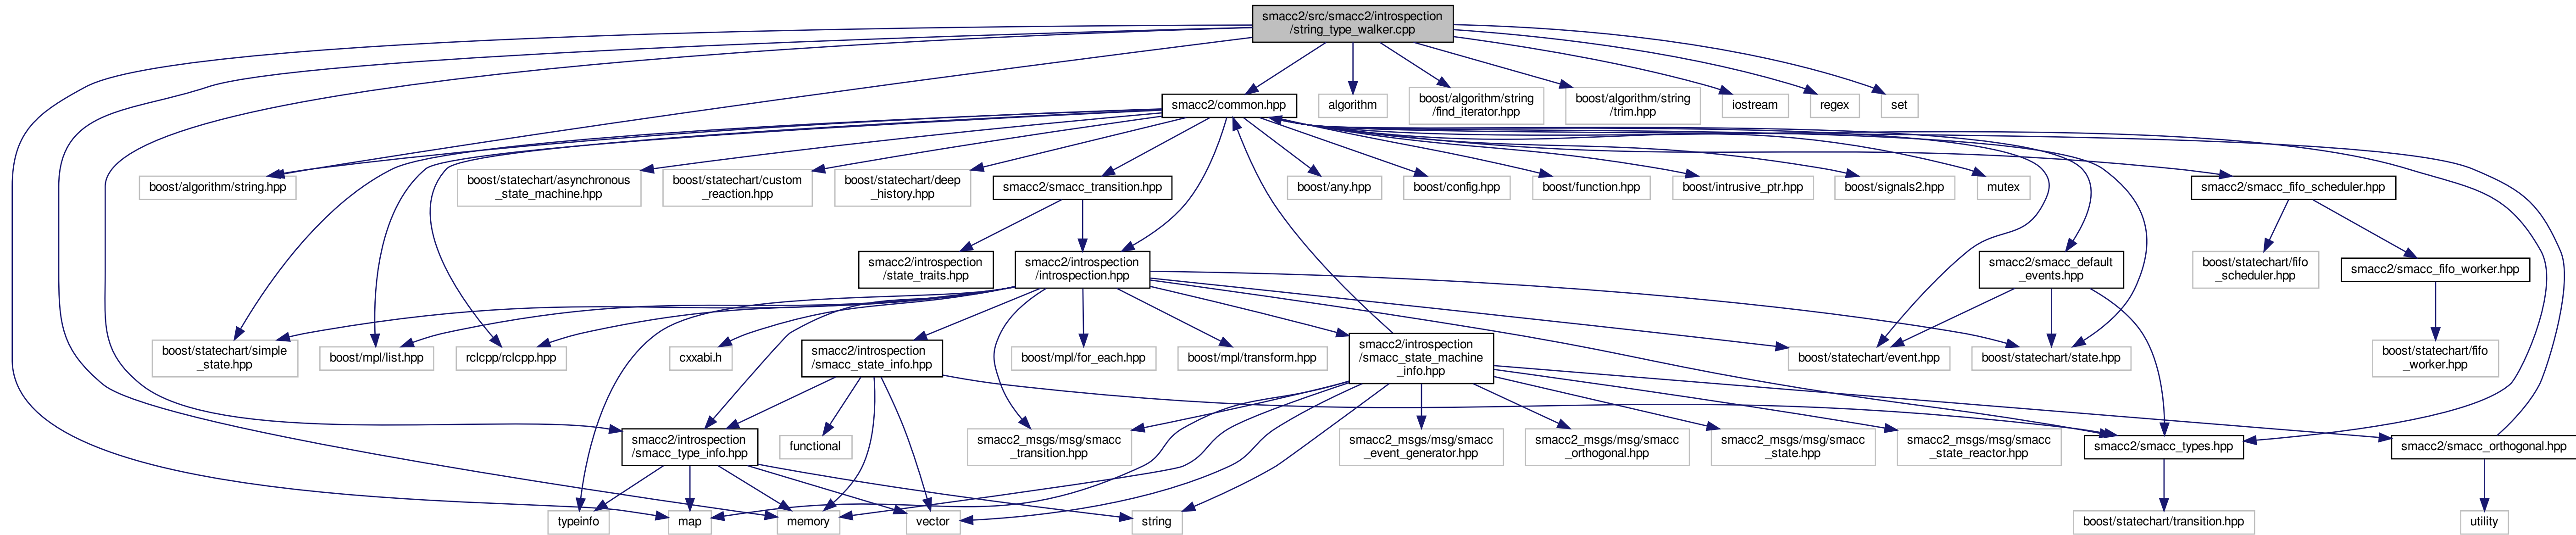 smacc2/src/smacc2/introspection
/string_type_walker.cpp
smacc2/common.hpp
algorithm
boost/algorithm/string
/find_iterator.hpp
boost/algorithm/string
/trim.hpp
iostream
regex
set
boost/algorithm/string.hpp
boost/statechart/asynchronous
_state_machine.hpp
boost/statechart/custom
_reaction.hpp
boost/statechart/deep
_history.hpp
smacc2/smacc_transition.hpp
boost/any.hpp
boost/config.hpp
boost/function.hpp
boost/intrusive_ptr.hpp
boost/signals2.hpp
mutex
smacc2/smacc_fifo_scheduler.hpp
smacc2/introspection
/state_traits.hpp
smacc2/introspection
/introspection.hpp
smacc2/smacc_default
_events.hpp
boost/statechart/fifo
_scheduler.hpp
smacc2/smacc_fifo_worker.hpp
boost/statechart/simple
_state.hpp
boost/mpl/list.hpp
rclcpp/rclcpp.hpp
cxxabi.h
smacc2/introspection
/smacc_state_info.hpp
boost/mpl/for_each.hpp
boost/mpl/transform.hpp
smacc2/introspection
/smacc_state_machine
_info.hpp
boost/statechart/event.hpp
boost/statechart/state.hpp
boost/statechart/fifo
_worker.hpp
smacc2/introspection
/smacc_type_info.hpp
functional
smacc2_msgs/msg/smacc
_transition.hpp
smacc2_msgs/msg/smacc
_event_generator.hpp
smacc2_msgs/msg/smacc
_orthogonal.hpp
smacc2_msgs/msg/smacc
_state.hpp
smacc2_msgs/msg/smacc
_state_reactor.hpp
smacc2/smacc_types.hpp
smacc2/smacc_orthogonal.hpp
typeinfo
map
memory
vector
string
boost/statechart/transition.hpp
utility